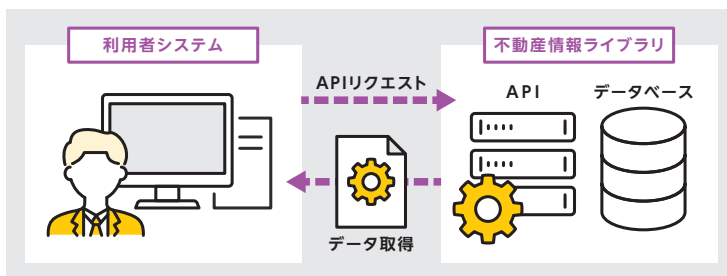 利用者システム
不動産情報ライブラリ
APIリクエスト
API
データベース
データ取得